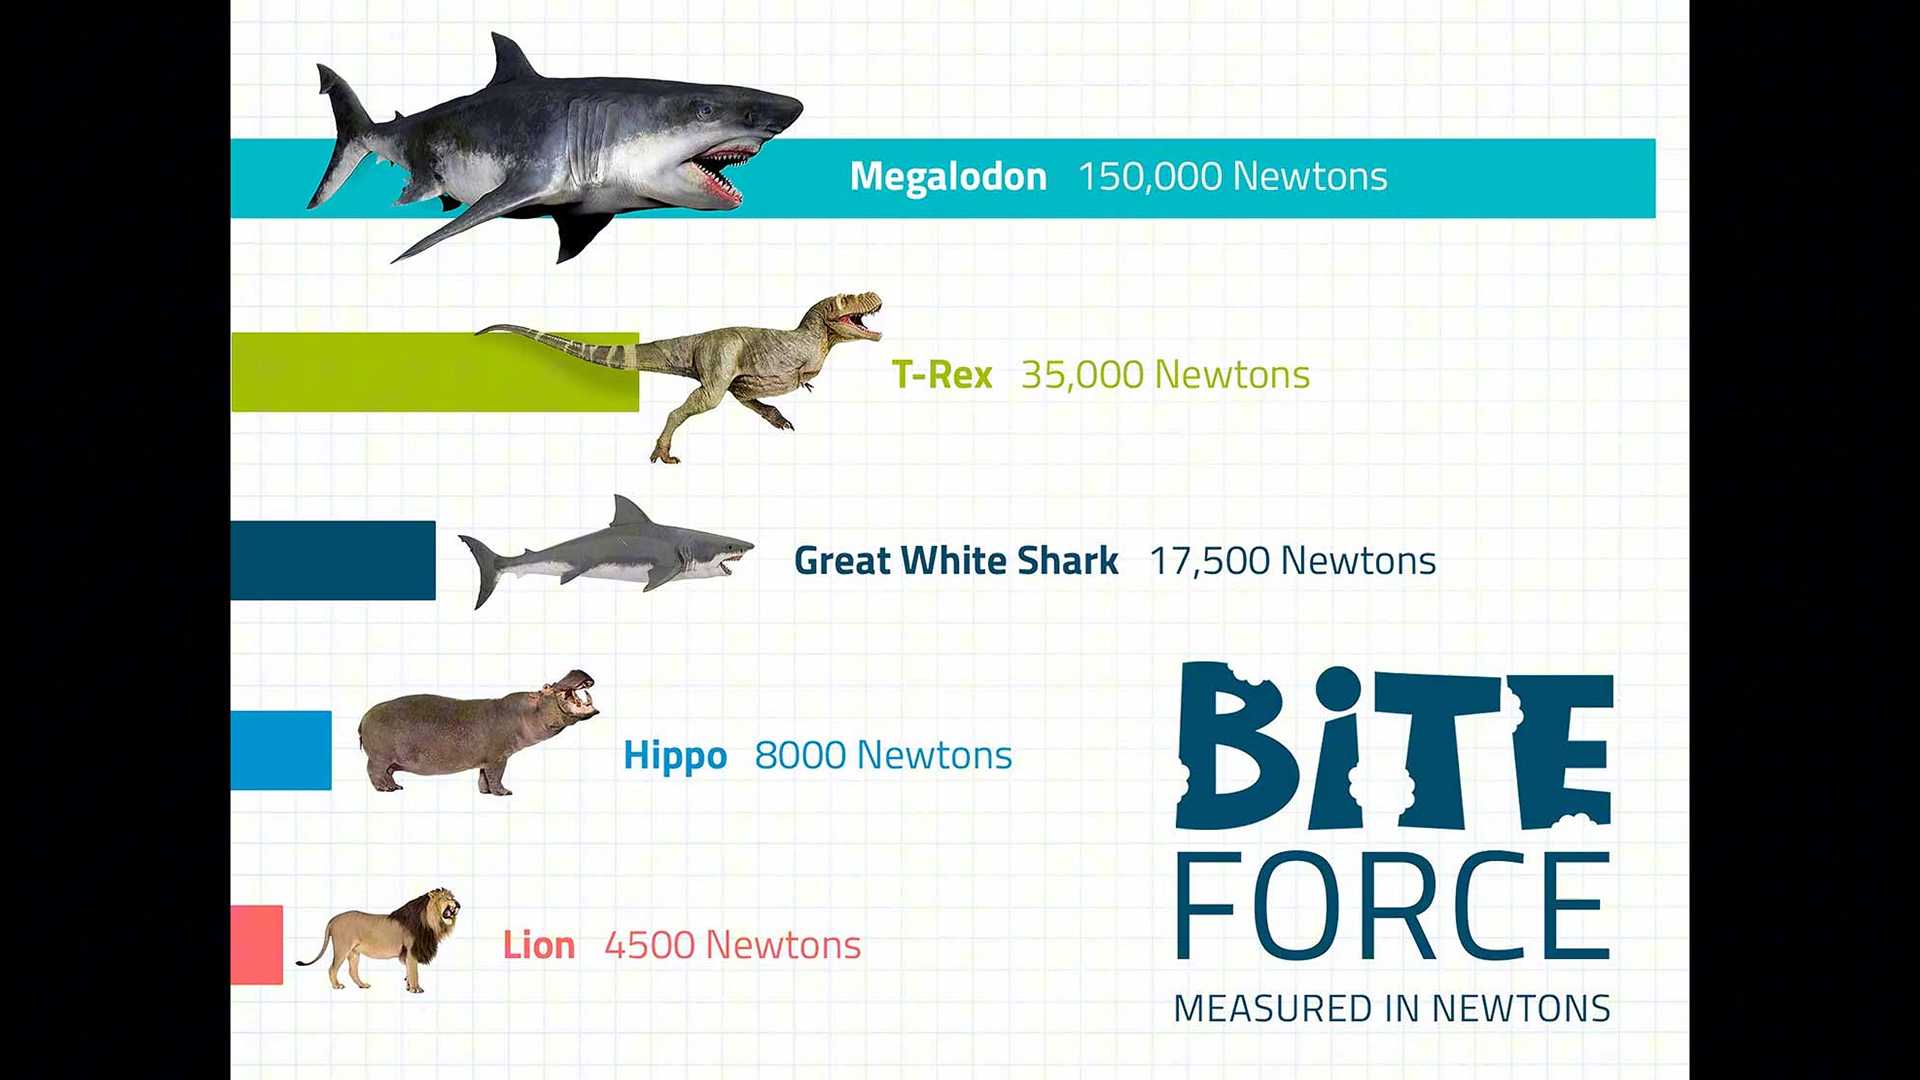 Megalodon 150,000 Newtons
T-Rex 35,000 Newtons
Great White Shark 17,500 Newtons
Hippo 8000 Newtons
Lion 4500 Newtons
BiTE
FORCE
MEASURED IN NEWTONS